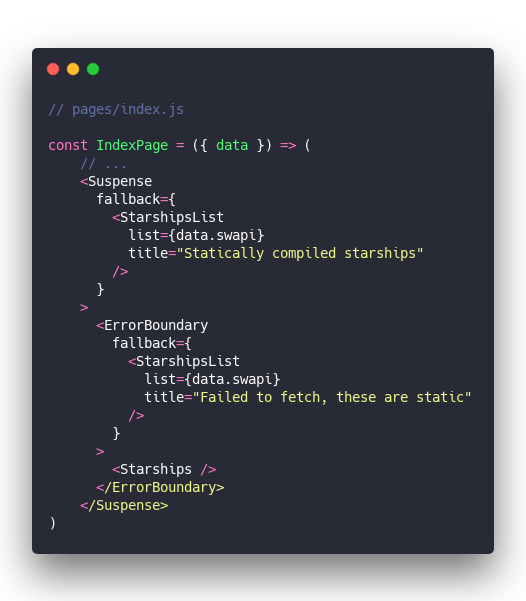 // pages/index.js

const IndexPage = ({ data }) => (
    // ...
    <Suspense
      fallback={
        <StarshipsList
          list={data.swapi}
          title="Statically compiled starships"
        />
      }
    >
      <ErrorBoundary
        fallback={
          <StarshipsList
            list={data.swapi}
            title="Failed to fetch, these are static"
          />
        }
      >
        <Starships />
      </ErrorBoundary>
    </Suspense>
)